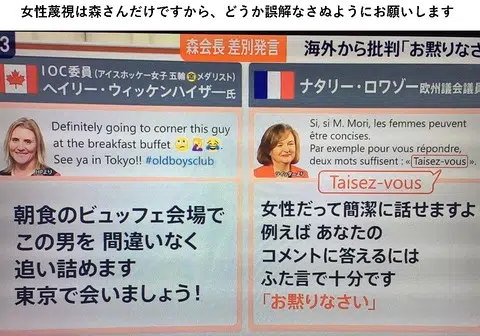 女性蔑視は森さんだけですから、どうか誤解なさぬようにお願いします
3
森会長 差別発言
海外から批判「お黙りなさ
IOC委員(アイスホッケー女子 五輪 金 メダリスト)
ヘイリー・ウィッケンハイザー氏
ナタリー・ロワゾー 欧州議会議員
Definitely going to corner this guy
at the breakfast buffet
See ya in Tokyo!! #oldboysclub
朝食のビュッフェ会場で
この男を 間違いなく
追い詰めます
東京で会いましょう!
Si, si M. Mori, les femmes peuvent
être concises.
Par exemple pour vous répondre,
deux mots suffisent : « Taisez-vous ».
Taisez-vous
女性だって簡潔に話せますよ
例えば あなたの
コメントに答えるには
ふた言で十分です
「お黙りなさい」